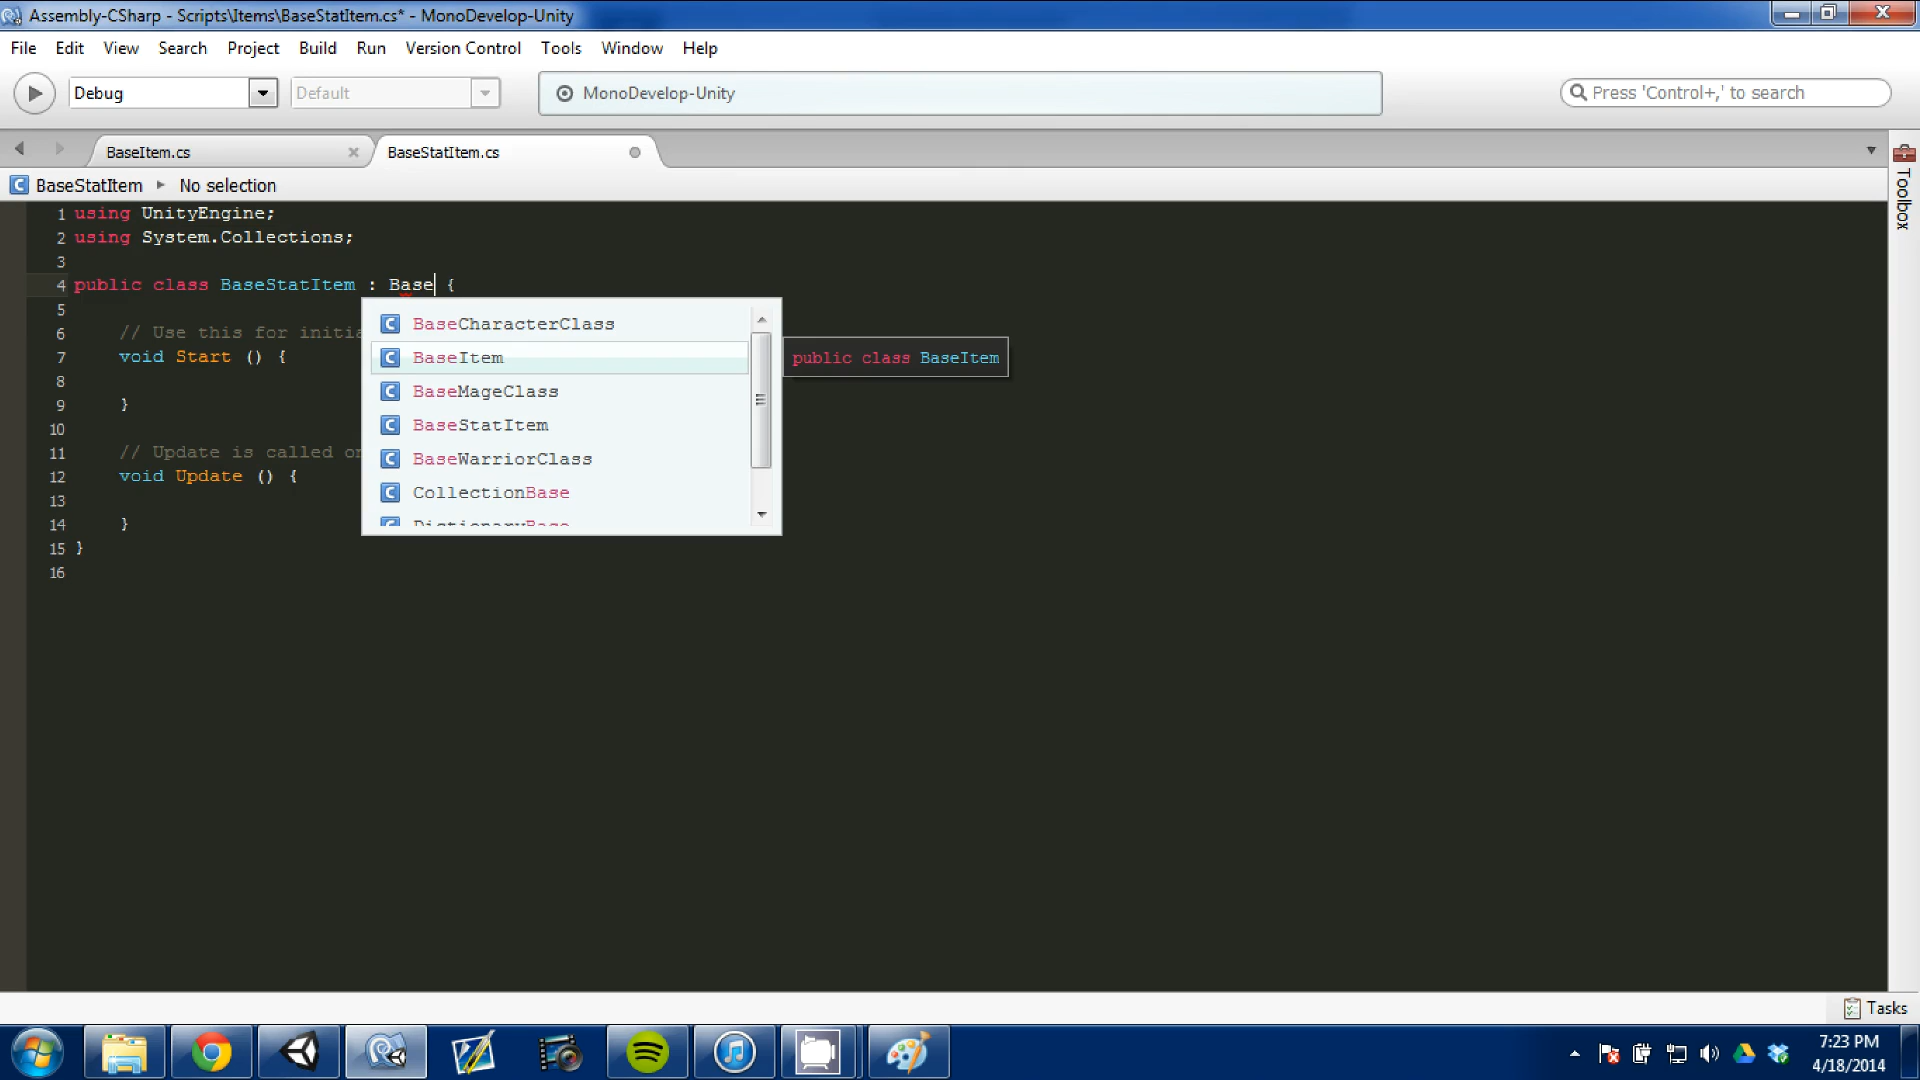 Assembly-CSharp - Scripts\Items\BaseStatItem.cs* - MonoDevelop-Unity
File Edit View Search Project Build Run Version Control Tools Window Help
Debug Default MonoDevelop-Unity Press 'Control+,' to search
BaseItem.cs BaseStatItem.cs
BaseStatItem No selection
Toolbox
1 using UnityEngine;
2 using System.Collections;
3
4 public class BaseStatItem : Base {
5
6 // Use this for initia
7 void Start () {
8
9 }
10
11 // Update is called on
12 void Update () {
13
14 }
15 }
16
BaseCharacterClass
BaseItem
BaseMageClass
BaseStatItem
BaseWarriorClass
CollectionBase
DictionaryBase
public class BaseItem
Tasks
7:23 PM
4/18/2014